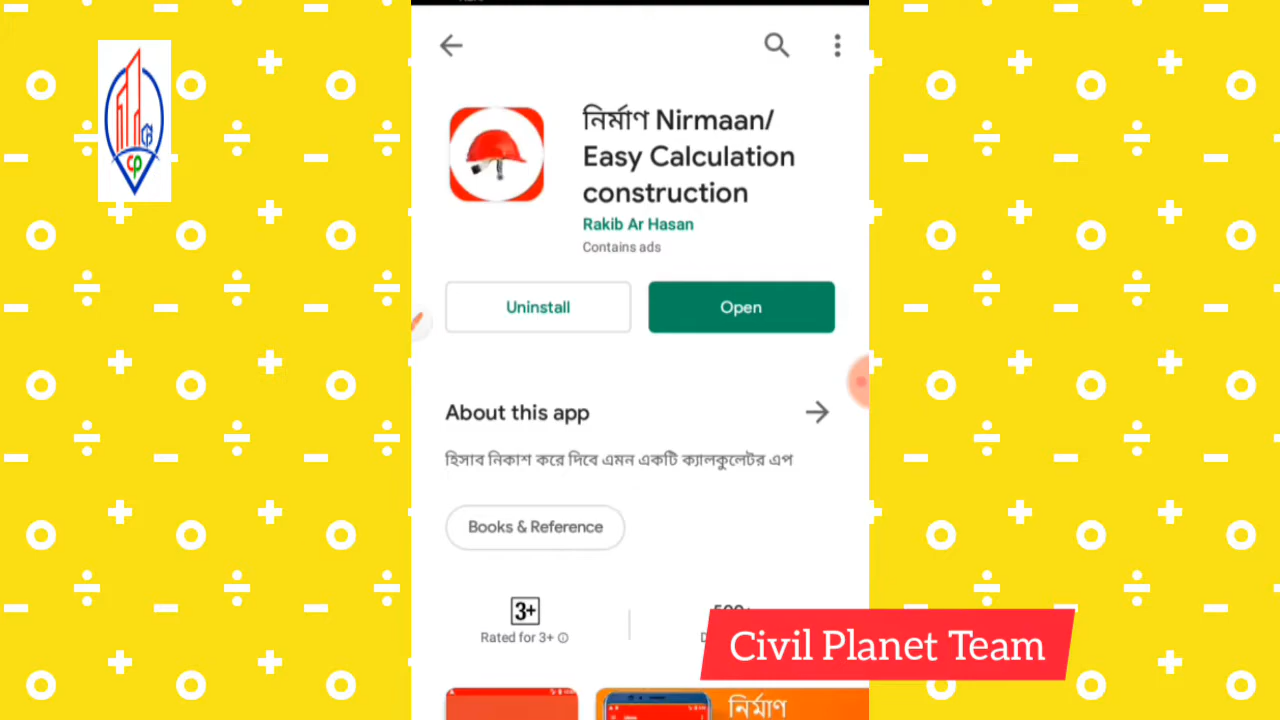 নির্মাণ Nirmaan/
Easy Calculation
construction
Rakib Ar Hasan
Contains ads
Uninstall
Open
About this app
হিসাব নিকাশ করে দিবে এমন একটি ক্যালকুলেটর এপ
Books & Reference
3+
Rated for 3+
Civil Planet Team
cp
নির্মাণ